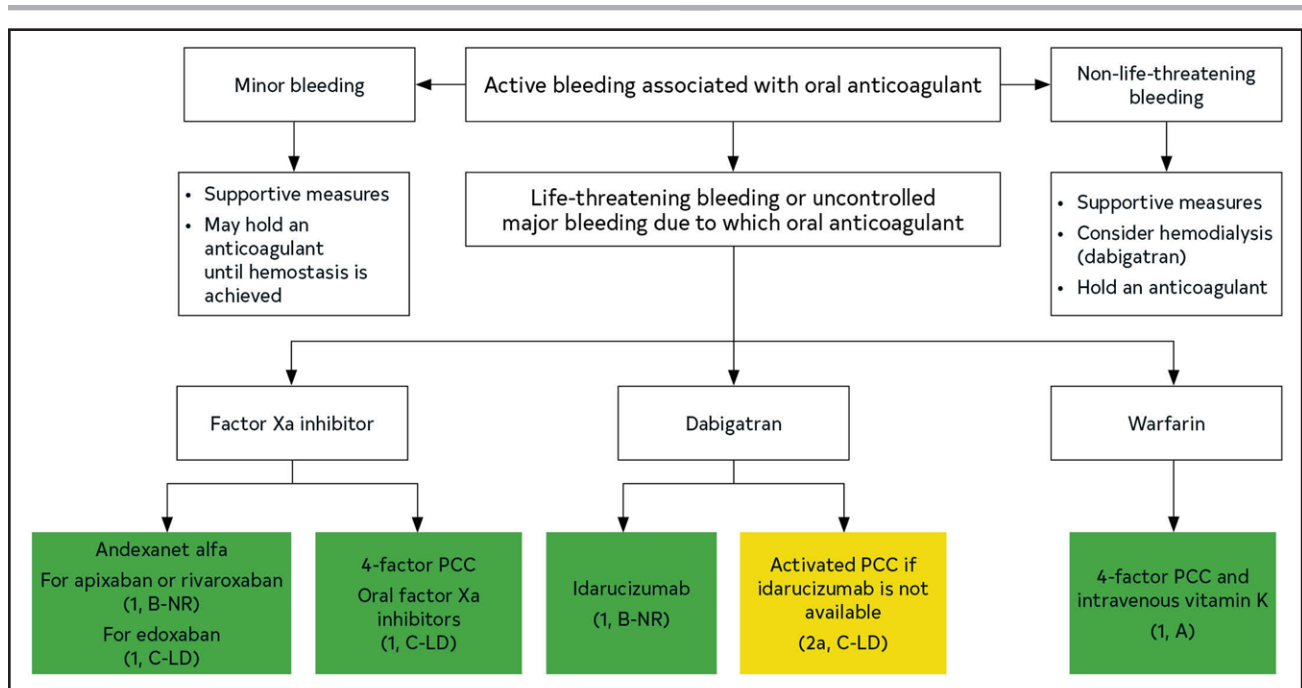 Minor bleeding
Active bleeding associated with oral anticoagulant
Non-life-threatening
bleeding
• Supportive measures
• May hold an
anticoagulant
until hemostasis is
achieved
Life-threatening bleeding or uncontrolled
major bleeding due to which oral anticoagulant
• Supportive measures
• Consider hemodialysis
(dabigatran)
• Hold an anticoagulant
Factor Xa inhibitor
Dabigatran
Warfarin
Andexanet alfa
For apixaban or rivaroxaban
(1, B-NR)
For edoxaban
(1, C-LD)
4-factor PCC
Oral factor Xa
inhibitors
(1, C-LD)
Idarucizumab
(1, B-NR)
Activated PCC if
idarucizumab is not
available
(2a, C-LD)
4-factor PCC and
intravenous vitamin K
(1, A)